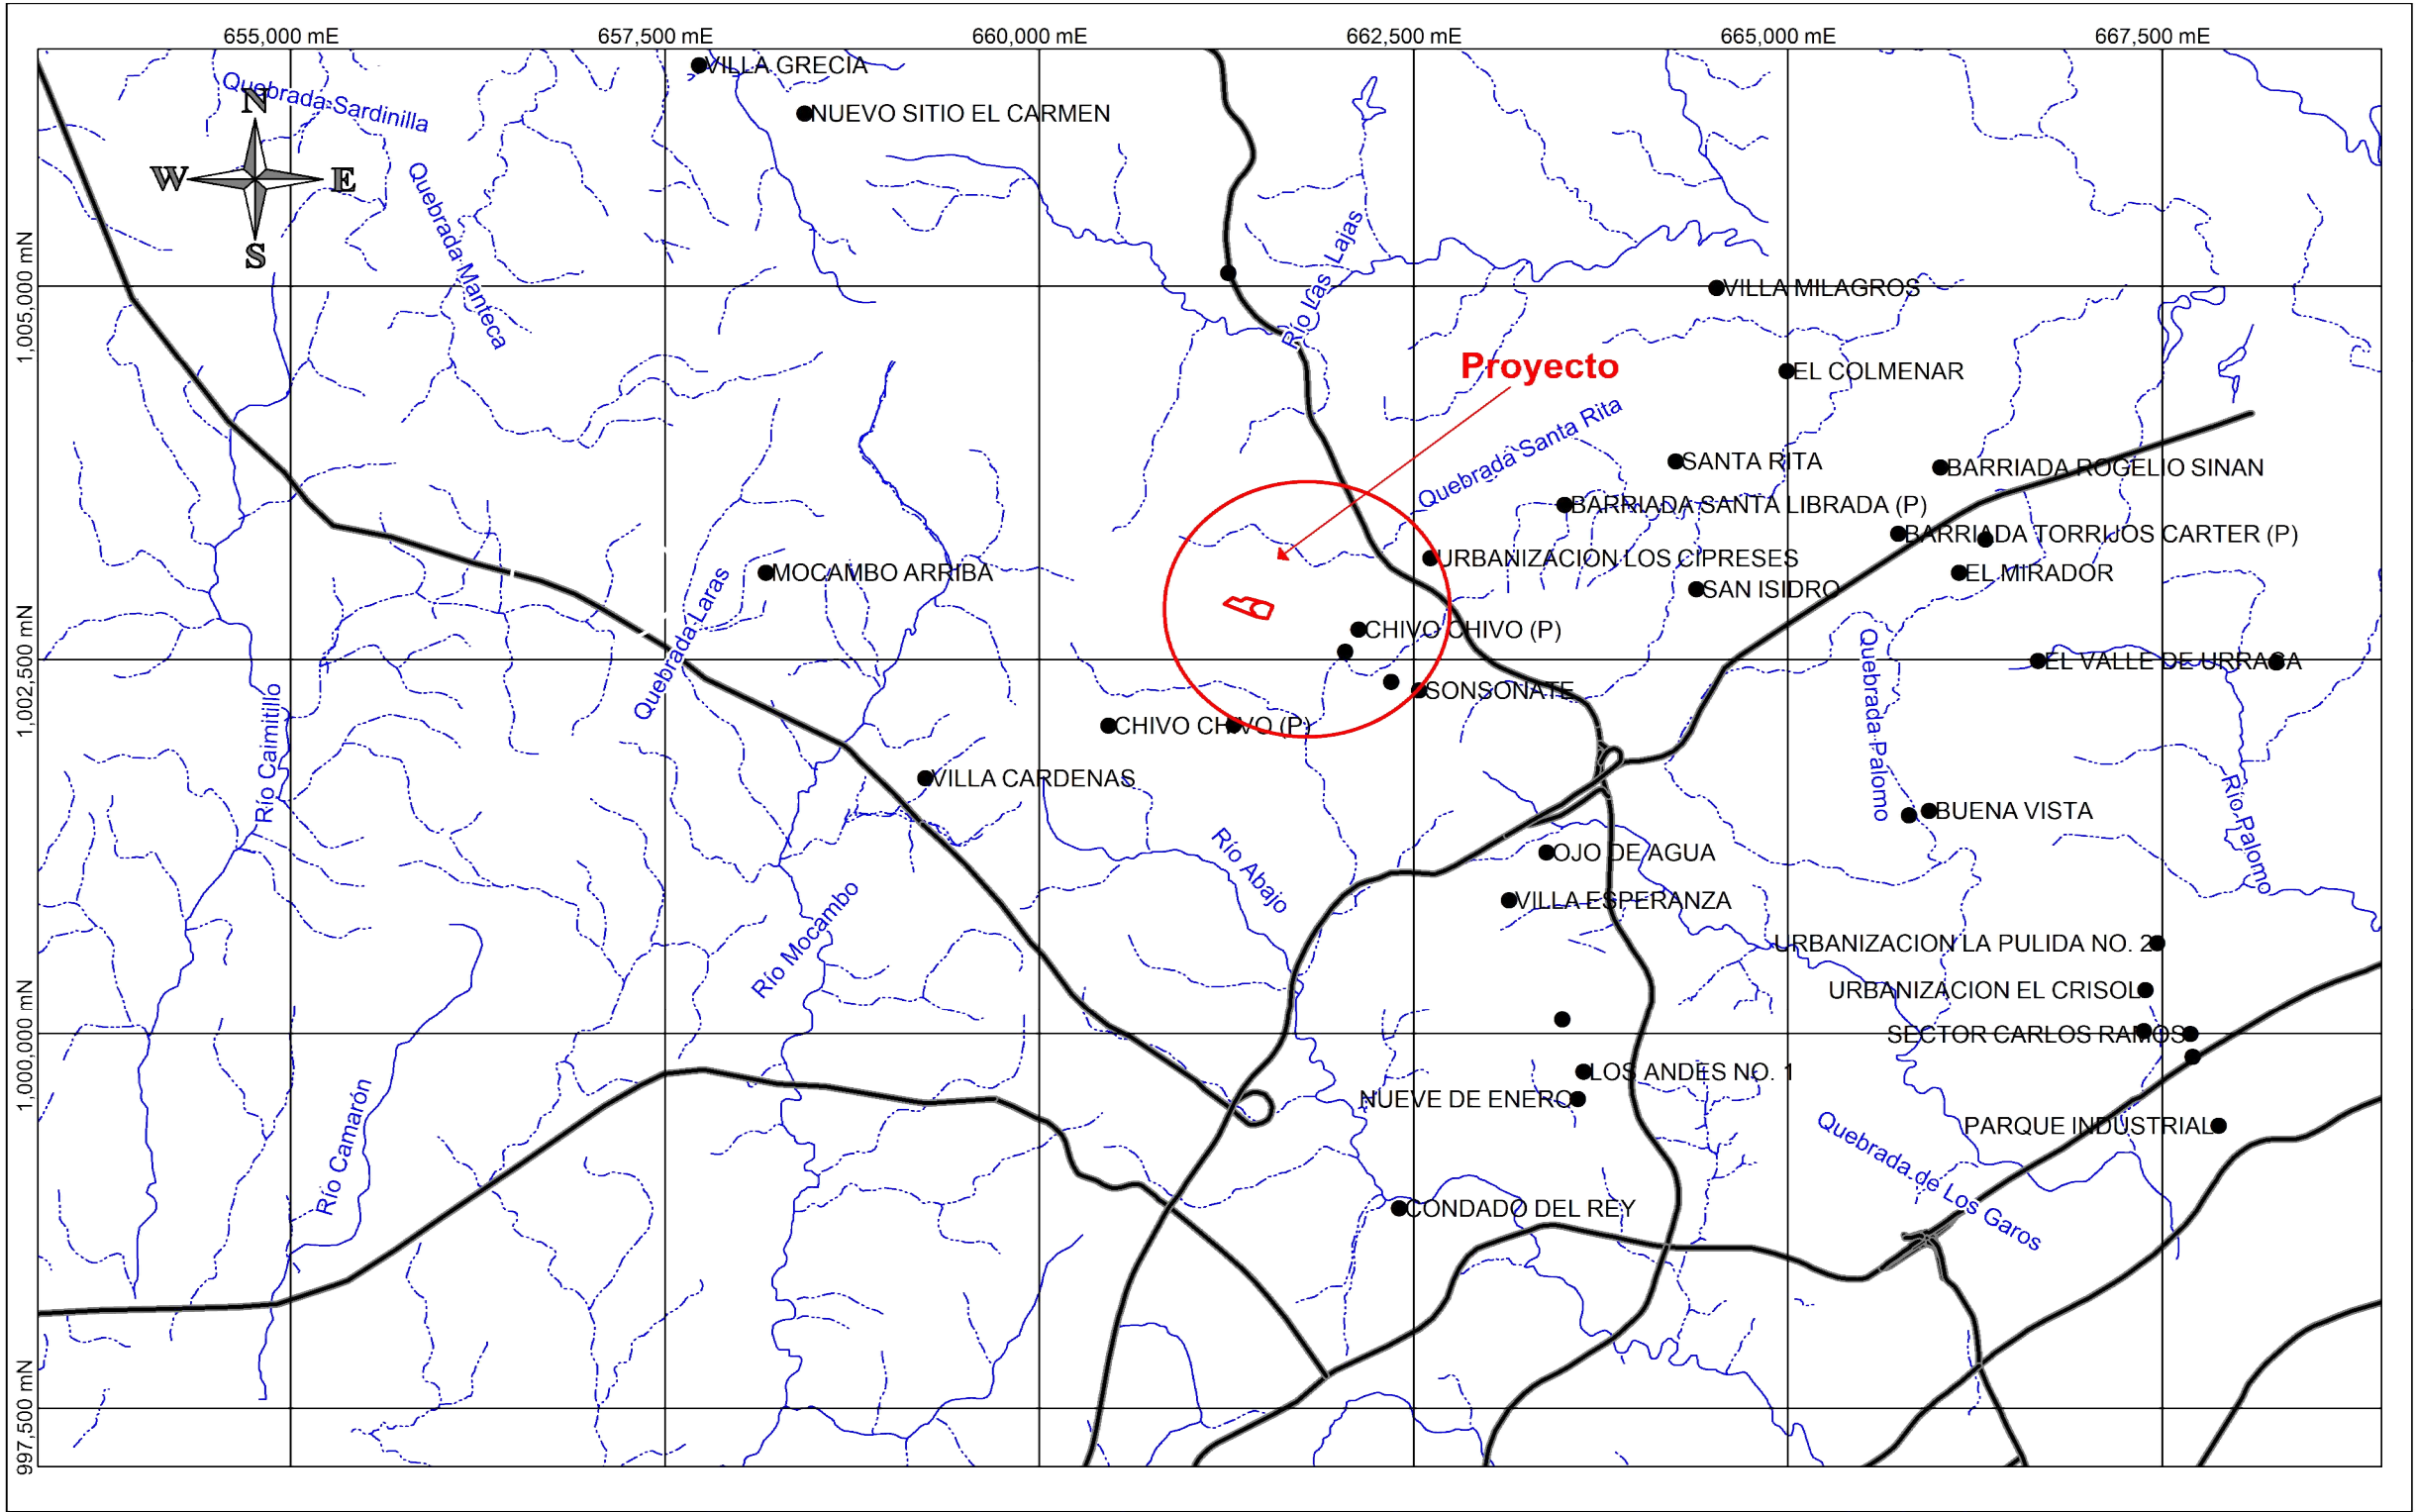 655,000 mE
657,500 mE
660,000 mE
662,500 mE
665,000 mE
667,500 mE
VILLA GRECIA
Quebrada Sardinilla
N
NUEVO SITIO EL CARMEN
W
E
S
Quebrada Manteca
Río Las Lajas
1,005,000 mN
VILLA MILAGROS
Proyecto
EL COLMENAR
Quebrada Santa Rita
SANTA RITA
BARRIADA ROGELIO SINAN
BARRIADA SANTA LIBRADA (P)
BARRIADA TORRIJOS CARTER (P)
URBANIZACION LOS CIPRESES
MOCAMBO ARRIBA
EL MIRADOR
SAN ISIDRO
CHIVO CHIVO (P)
Quebrada Laras
1,002,500 mN
EL VALLE DE URRACA
SONSONATE
Quebrada Palomo
CHIVO CHIVO (P)
Río Caimitillo
VILLA CARDENAS
BUENA VISTA
Río Palomo
OJO DE AGUA
Río Abajo
VILLA ESPERANZA
Río Mocambo
URBANIZACION LA PULIDA NO. 2
URBANIZACION EL CRISOL
1,000,000 mN
SECTOR CARLOS RAMOS
LOS ANDES NO. 1
NUEVE DE ENERO
PARQUE INDUSTRIAL
Río Camarón
Quebrada de Los Garos
CONDADO DEL REY
997,500 mN